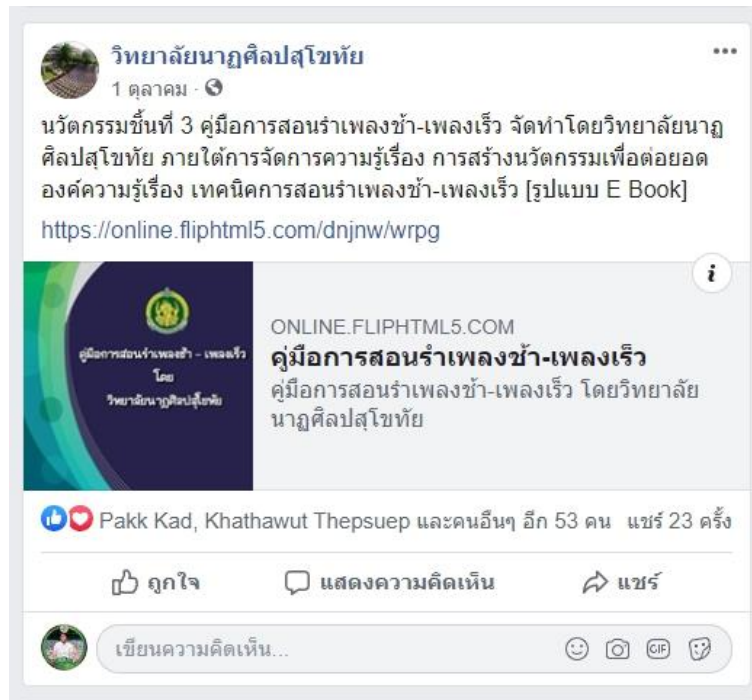 วิทยาลัยนาฏศิลปสุโขทัย
1 ตุลาคม ·
นวัตกรรมชิ้นที่ 3 คู่มือการสอนรำเพลงช้า-เพลงเร็ว จัดทำโดยวิทยาลัยนาฏ
ศิลปสุโขทัย ภายใต้การจัดการความรู้เรื่อง การสร้างนวัตกรรมเพื่อต่อยอด
องค์ความรู้เรื่อง เทคนิคการสอนรำเพลงช้า-เพลงเร็ว [รูปแบบ E Book]
https://online.fliphtml5.com/dnjnw/wrpg
คู่มือการสอนรำเพลงช้า - เพลงเร็ว
โดย
วิทยาลัยนาฏศิลปสุโขทัย
ONLINE.FLIPHTML5.COM
คู่มือการสอนรำเพลงช้า-เพลงเร็ว
คู่มือการสอนรำเพลงช้า-เพลงเร็ว โดยวิทยาลัย
นาฏศิลปสุโขทัย
Pakk Kad, Khathawut Thepsuep และคนอื่นๆ อีก 53 คน แชร์ 23 ครั้ง
ถูกใจ แสดงความคิดเห็น แชร์
เขียนความคิดเห็น... GIF